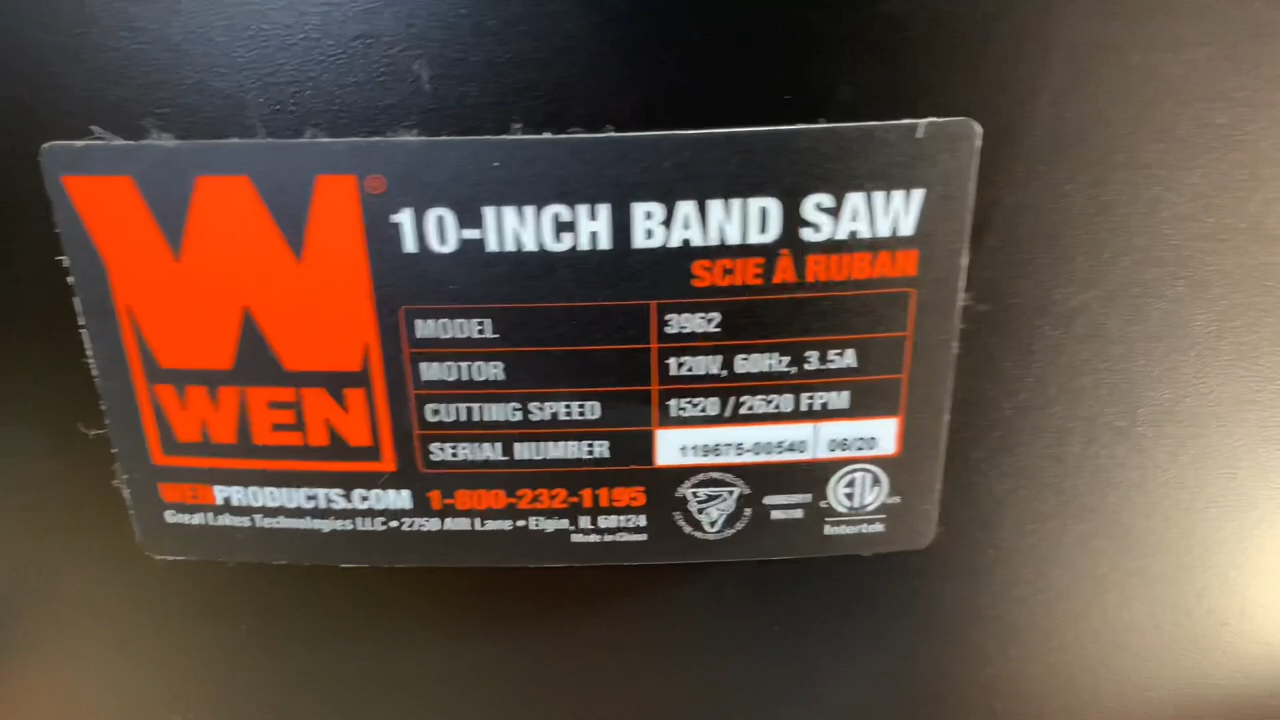 WEN
®
10-INCH BAND SAW
SCIE À RUBAN
MODEL 3962
MOTOR 120V, 60Hz, 3.5A
CUTTING SPEED 1520 / 2620 FPM
SERIAL NUMBER 119675-00540 06/20
WENPRODUCTS.COM 1-800-232-1195
Great Lakes Technologies LLC • 2750 Lane • Elgin, IL 60124
Made in China
C ETL US
Intertek